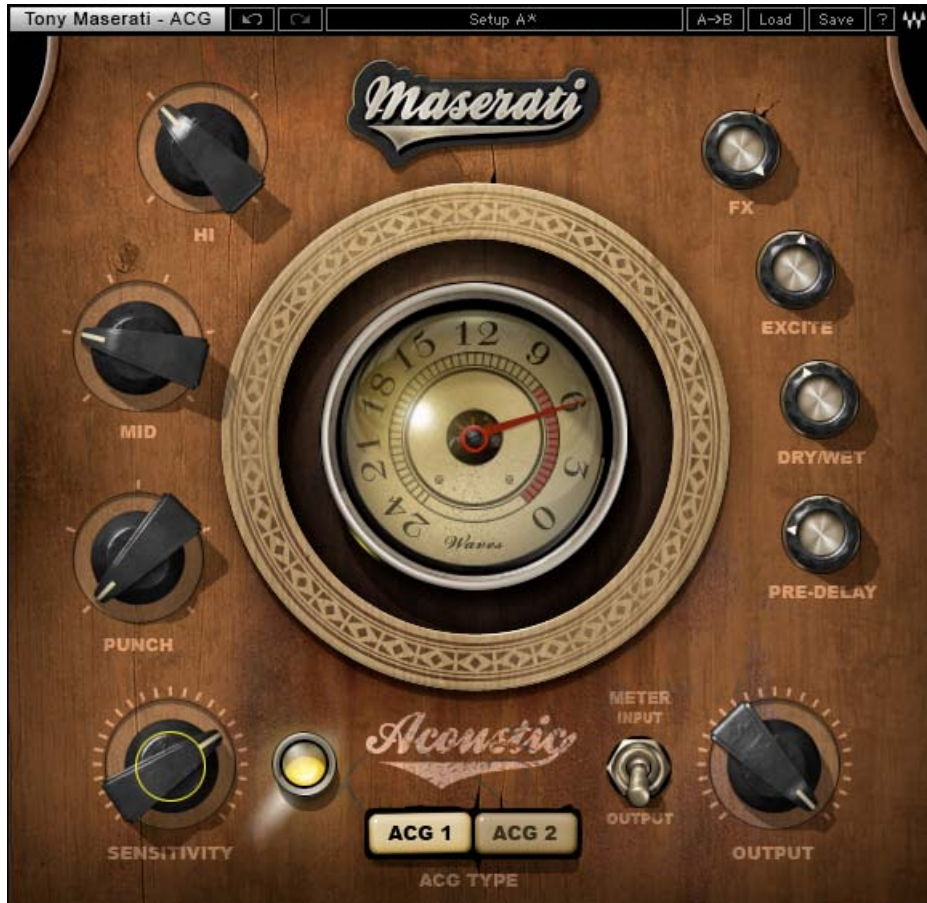 Tony Maserati - ACG
Setup A*
A→B
Load
Save
?
Maserati
HI
FX
EXCITE
MID
DRY/WET
PUNCH
PRE-DELAY
24
21
18
15
12
9
6
3
0
Waves
METER
INPUT
OUTPUT
Acoustic
ACG 1
ACG 2
SENSITIVITY
ACG TYPE
OUTPUT